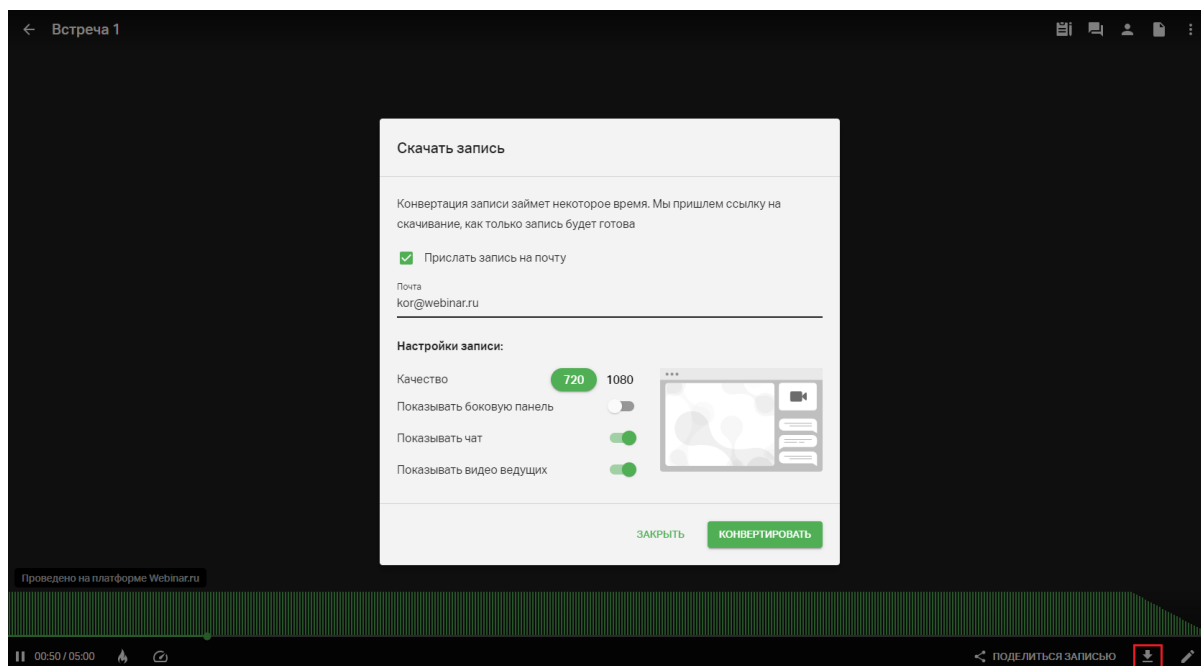 Встреча 1
Скачать запись
Конвертация записи займет некоторое время. Мы пришлем ссылку на
скачивание, как только запись будет готова
Прислать запись на почту
Почта
kor@webinar.ru
Настройки записи:
Качество 720 1080
Показывать боковую панель
Показывать чат
Показывать видео ведущих
ЗАКРЫТЬ КОНВЕРТИРОВАТЬ
Проведено на платформе Webinar.ru
00:50 / 05:00 ПОДЕЛИТЬСЯ ЗАПИСЬЮ